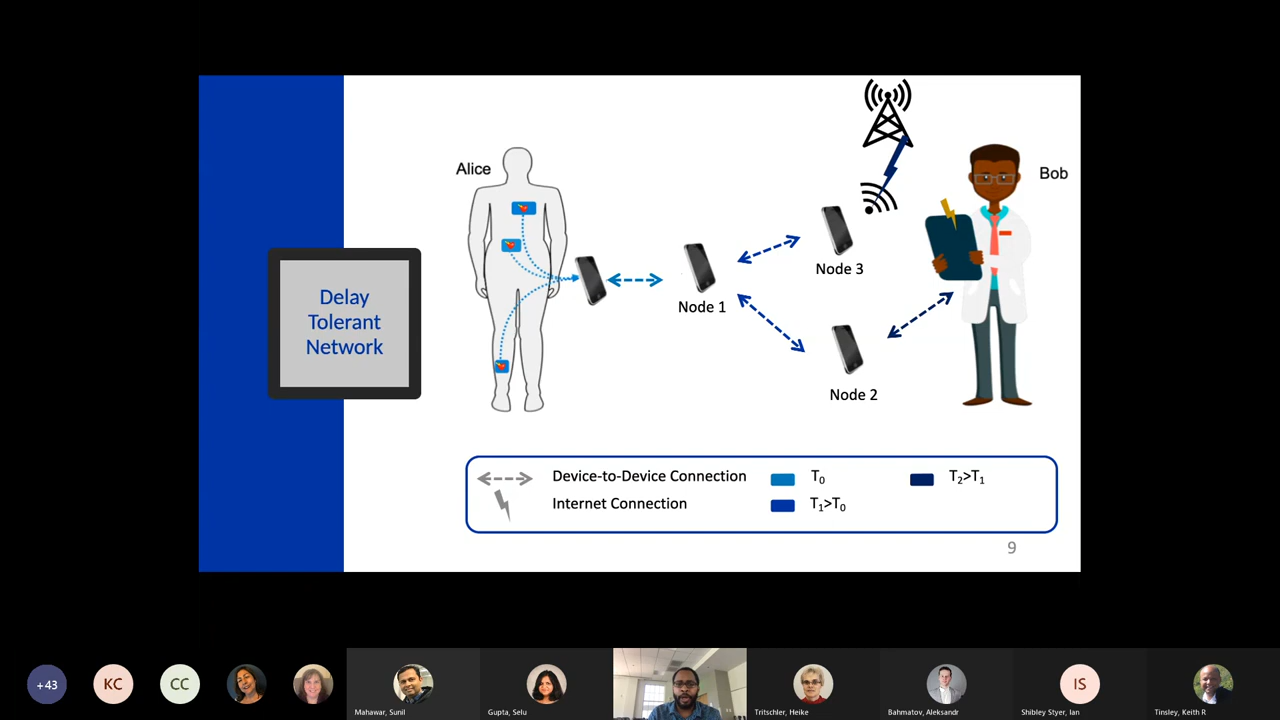 Alice
Bob
Node 3
Node 1
Delay
Tolerant
Network
Node 2
Device-to-Device Connection
T₀
T₂>T₁
Internet Connection
T₁>T₀
9
+43
KC
CC
IS
Mahawar, Sunil
Gupta, Selu
Tritschler, Heike
Bahmatov, Aleksandr
Shibley Styer, Ian
Tinsley, Keith R